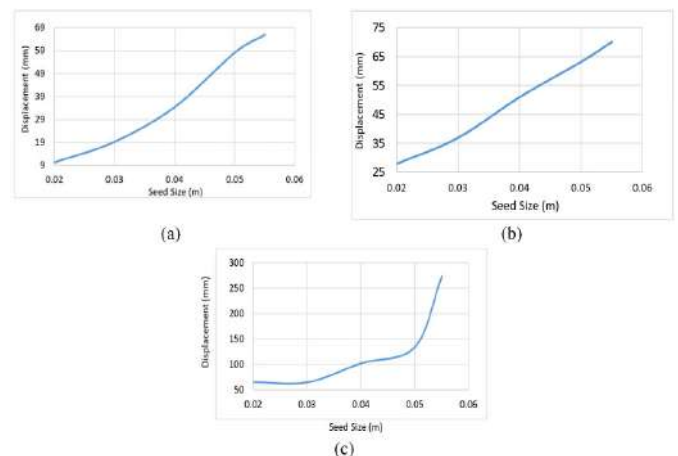 69
59
49
39
29
19
9
Displacement (mm)
0.02 0.03 0.04 0.05 0.06
Seed Size (m)
(a)
75
65
55
45
35
25
Displacement (mm)
0.02 0.03 0.04 0.05 0.06
Seed Size (m)
(b)
300
250
200
150
100
50
Displacement (mm)
0.02 0.03 0.04 0.05 0.06
Seed Size (m)
(c)